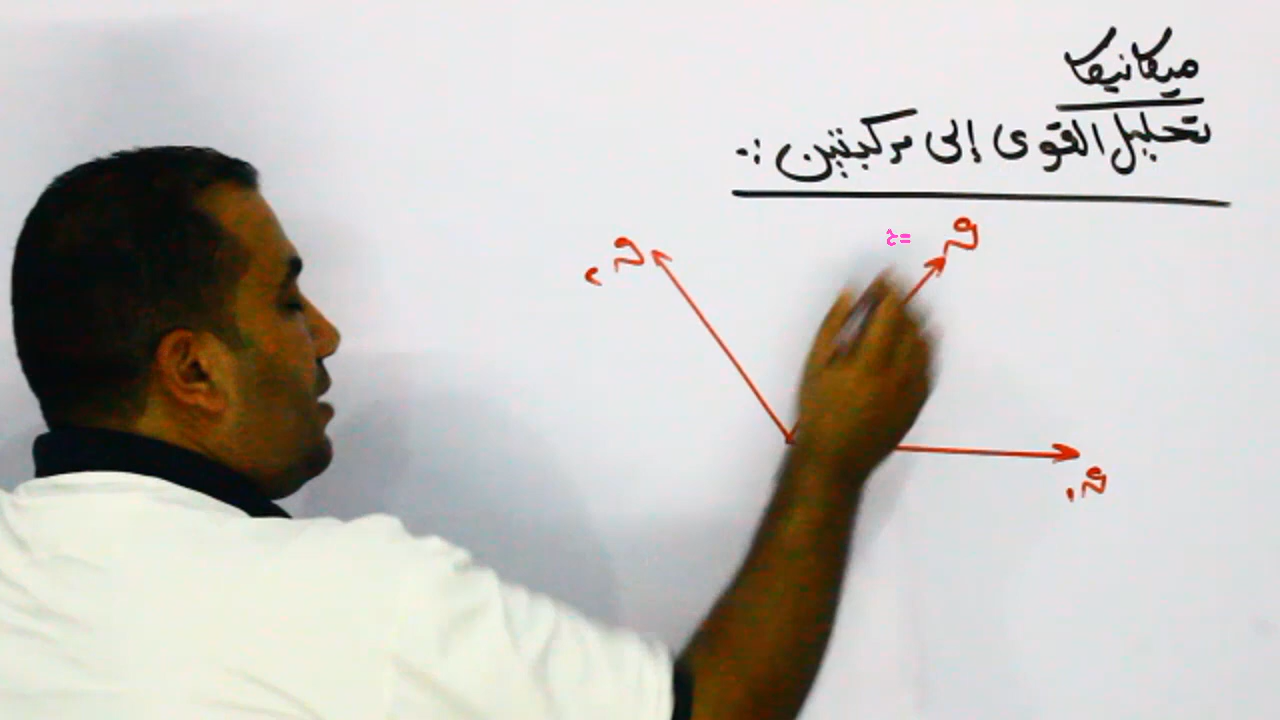 ميكانيكا
تحليل القوى إلى مركبتين :.
ق
ق٢
ق١